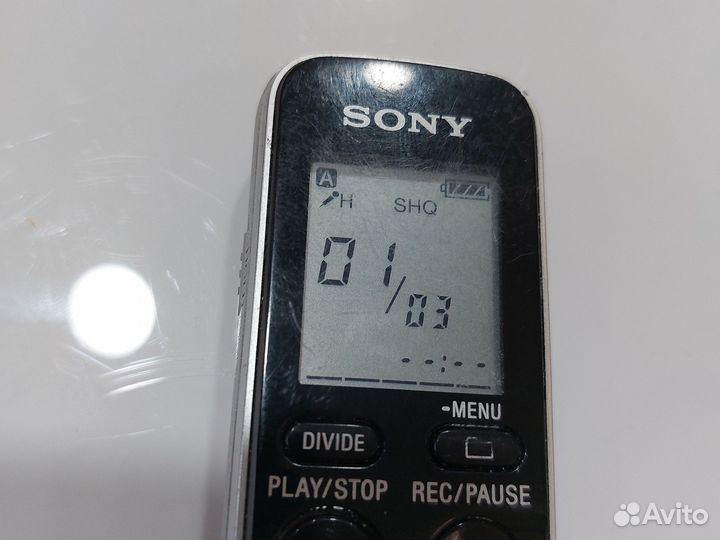 SONY
A
H SHQ
01/03
--:--
-MENU
DIVIDE
PLAY/STOP REC/PAUSE
Avito